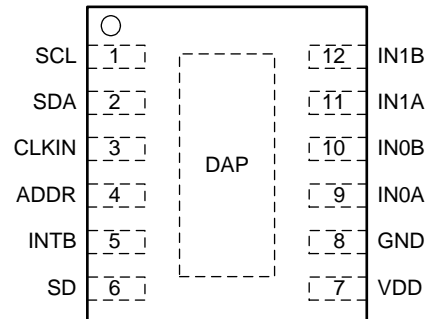 SCL 1 12 IN1B
SDA 2 11 IN1A
CLKIN 3 10 IN0B
DAP
ADDR 4 9 IN0A
INTB 5 8 GND
SD 6 7 VDD